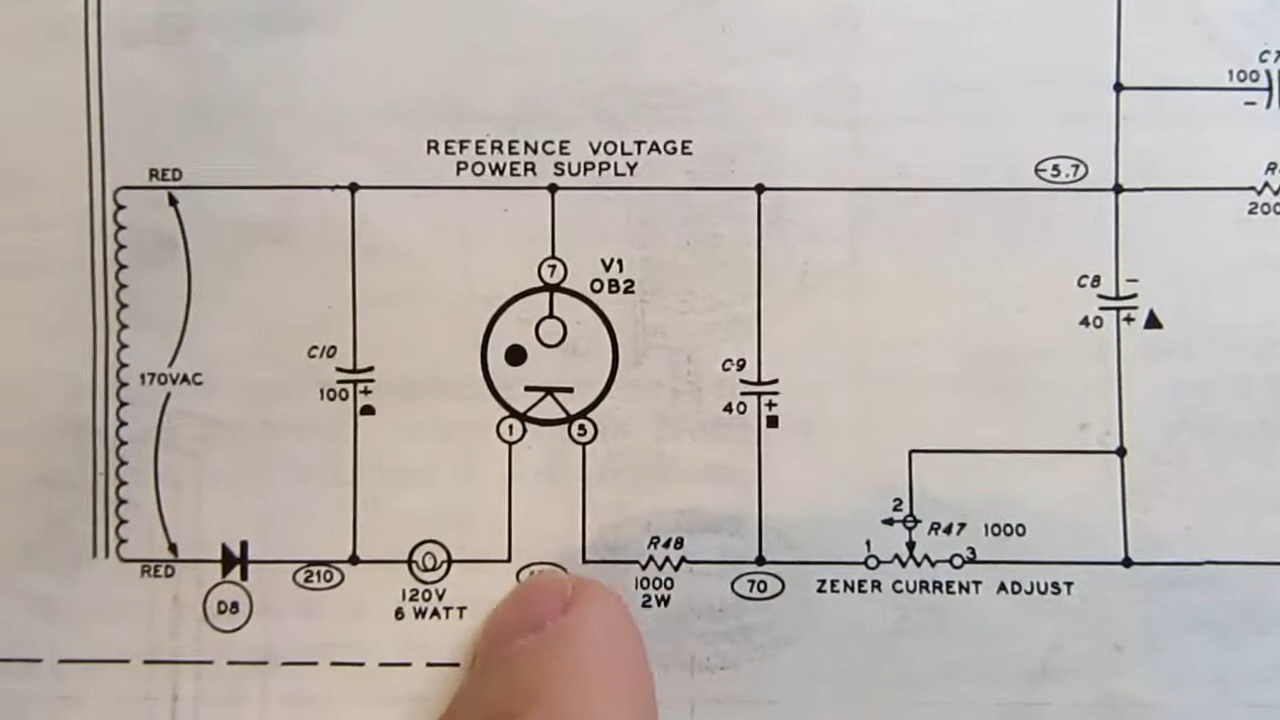 C7
100
−
REFERENCE VOLTAGE
POWER SUPPLY
RED
-5.7
R
200
7
V1
OB2
C8
−
40
+
170VAC
C10
100
+
C9
40
+
1
5
2
R47 1000
1
3
RED
D8
210
120V
6 WATT
R48
1000
2W
70
ZENER CURRENT ADJUST